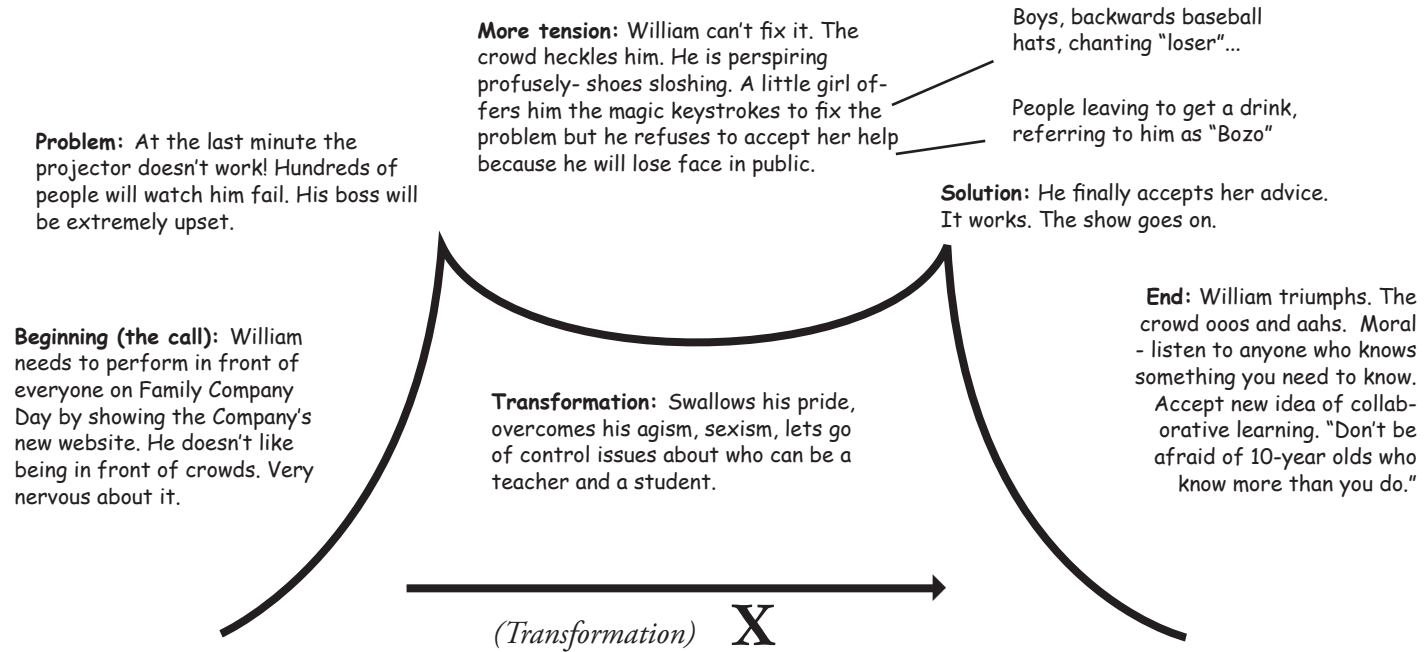 Beginning (the call): William
needs to perform in front of
everyone on Family Company
Day by showing the Company's
new website. He doesn't like
being in front of crowds. Very
nervous about it.
Problem: At the last minute the
projector doesn't work! Hundreds of
people will watch him fail. His boss will
be extremely upset.
More tension: William can't fix it. The
crowd heckles him. He is perspiring
profusely- shoes sloshing. A little girl of-
fers him the magic keystrokes to fix the
problem but he refuses to accept her help
because he will lose face in public.
Boys, backwards baseball
hats, chanting "loser"...
People leaving to get a drink,
referring to him as "Bozo"
Transformation: Swallows his pride,
overcomes his agism, sexism, lets go
of control issues about who can be a
teacher and a student.
Solution: He finally accepts her advice.
It works. The show goes on.
End: William triumphs. The
crowd ooos and aahs. Moral
- listen to anyone who knows
something you need to know.
Accept new idea of collab-
orative learning. "Don't be
afraid of 10-year olds who
know more than you do."
(Transformation) X